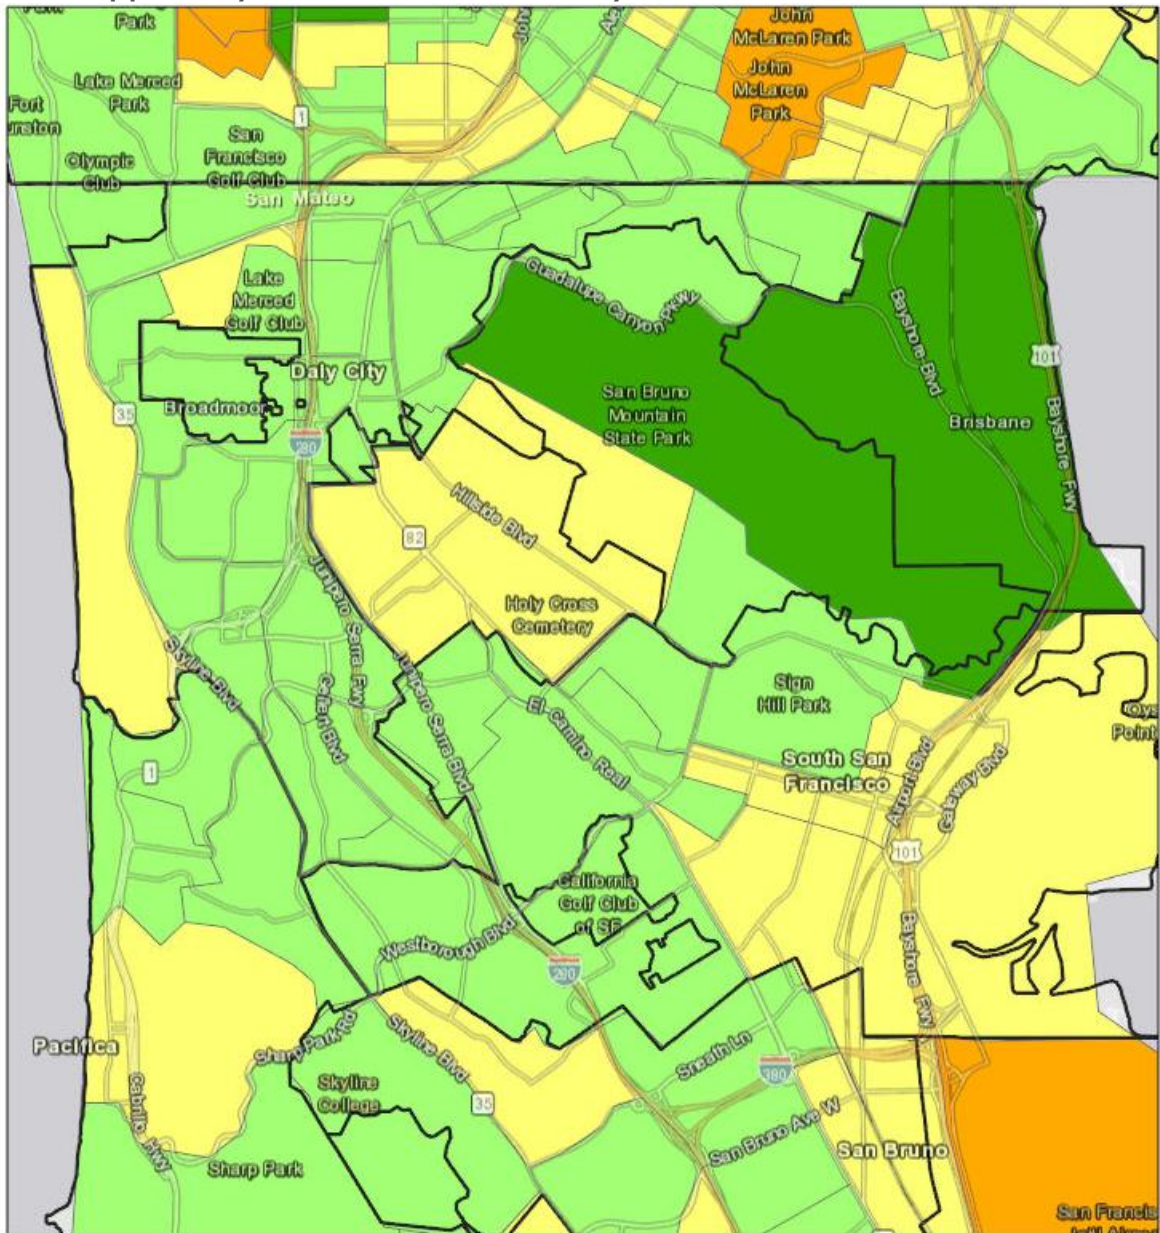 Park
John
McLaren Park
Lake Merced
Park
John
McLaren
Park
Fort
1
San
Francisco
Golf Club
Olympic
Club
San Mateo
Guadalupe Canyon Pkwy
Lake
Merced
Golf Club
Bayshore Blvd
101
Daly City
San Bruno
Mountain
State Park
Broadmoor
35
Brisbane
Bayshore Fwy
280
Hillside Blvd
82
Junipero Serra Fwy
Holy Cross
Cemetery
Skyline Blvd
Callan Blvd
Junipero Serra Blvd
Sign
Hill Park
El Camino Real
Point
1
South San
Francisco
Airport Blvd
Gateway Blvd
101
California
Golf Club
of SF
Westborough Blvd
280
Bayshore Fwy
Pacifica
Sharp Park Rd
Skyline Blvd
Sneath Ln
380
Skyline
College
35
Cabrillo Hwy
San Bruno Ave W
San Bruno
Sharp Park
San Francis